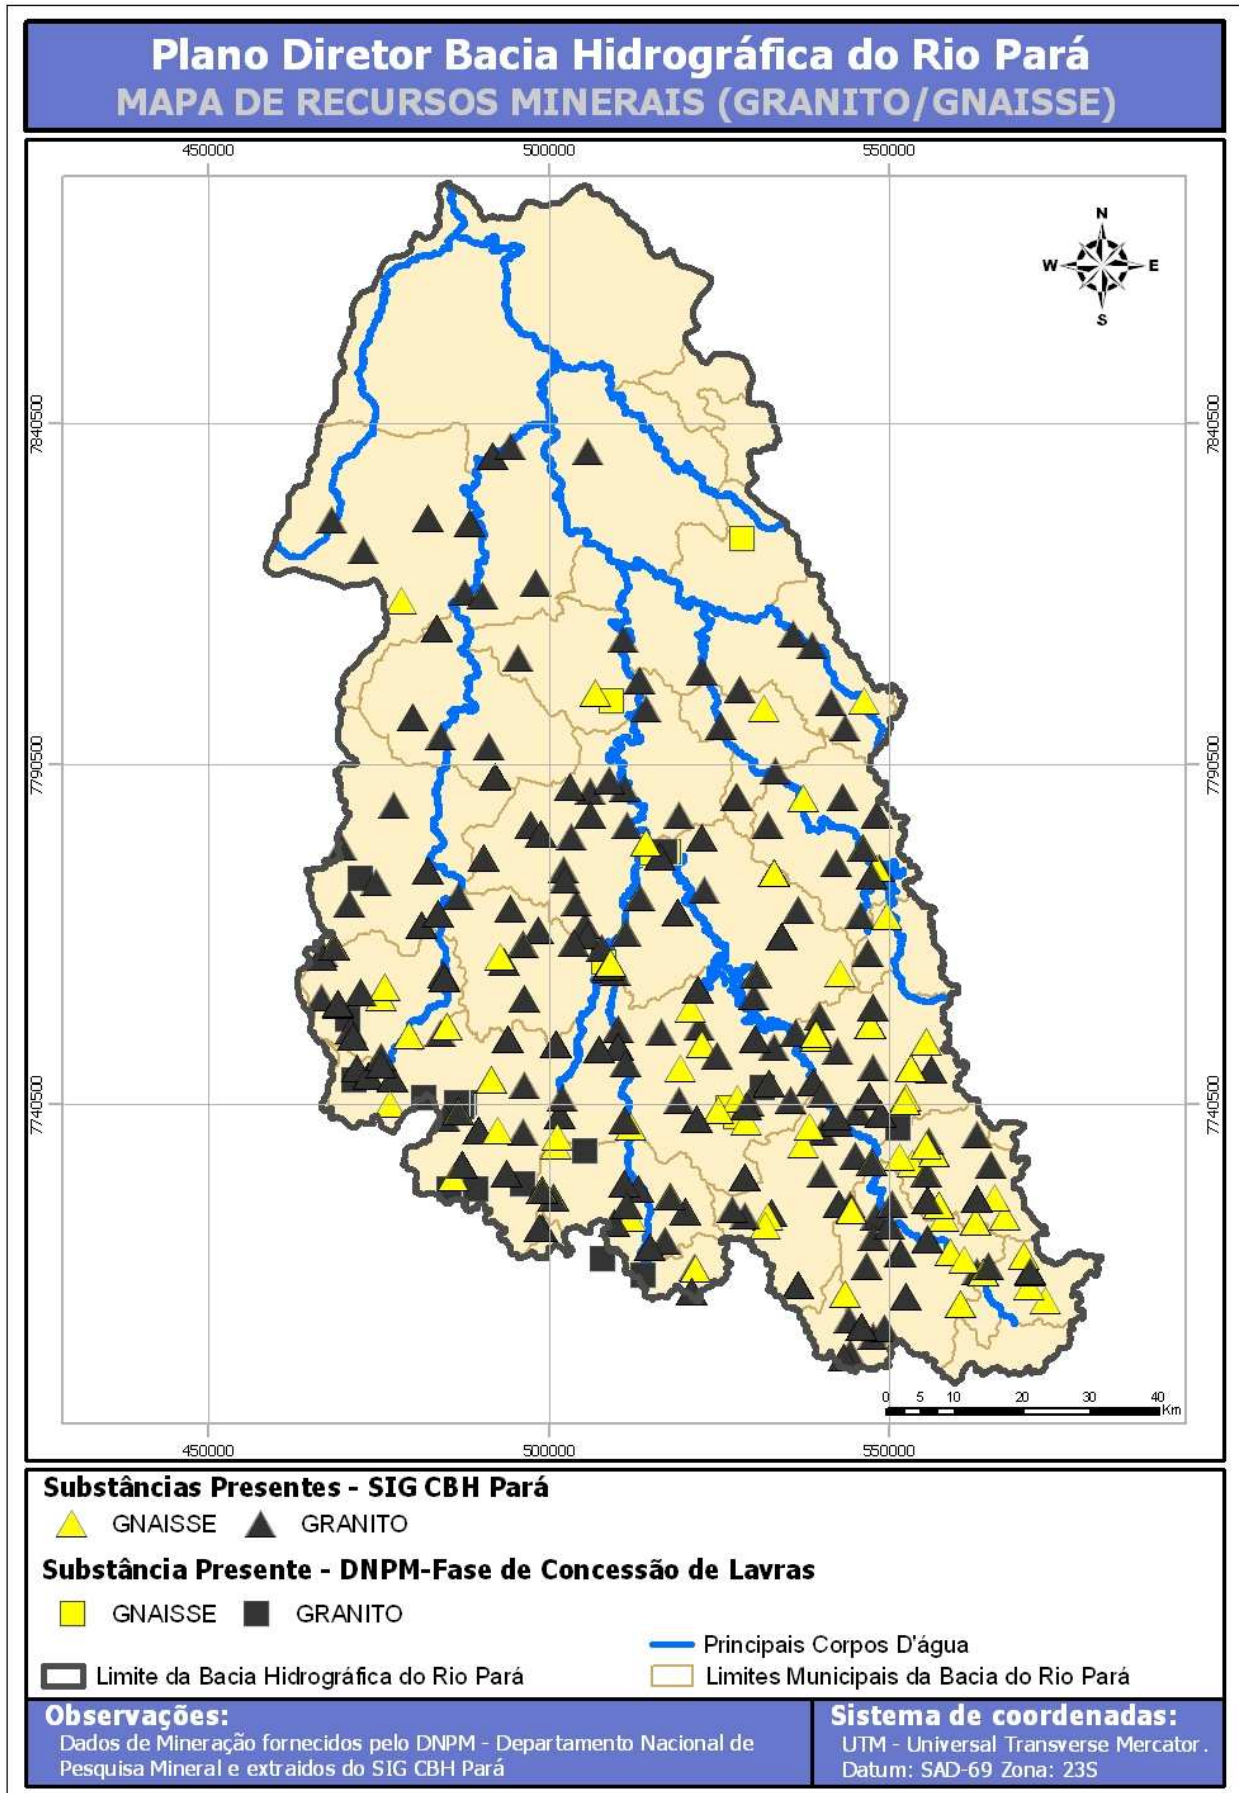 Plano Diretor Bacia Hidrográfica do Rio Pará
MAPA DE RECURSOS MINERAIS (GRANITO/GNAISSE)
450000 500000 550000
N
W E
S
7840500 7840500
7790500 7790500
7740500 7740500
0 5 10 20 30 40
Km
450000 500000 550000
Substâncias Presentes - SIG CBH Pará
GNAISSE GRANITO
Substância Presente - DNPM-Fase de Concessão de Lavras
GNAISSE GRANITO
Principais Corpos D'água
Limite da Bacia Hidrográfica do Rio Pará Limites Municipais da Bacia do Rio Pará
Observações:
Dados de Mineração fornecidos pelo DNPM - Departamento Nacional de
Pesquisa Mineral e extraidos do SIG CBH Pará
Sistema de coordenadas:
UTM - Universal Transverse Mercator.
Datum: SAD-69 Zona: 23S